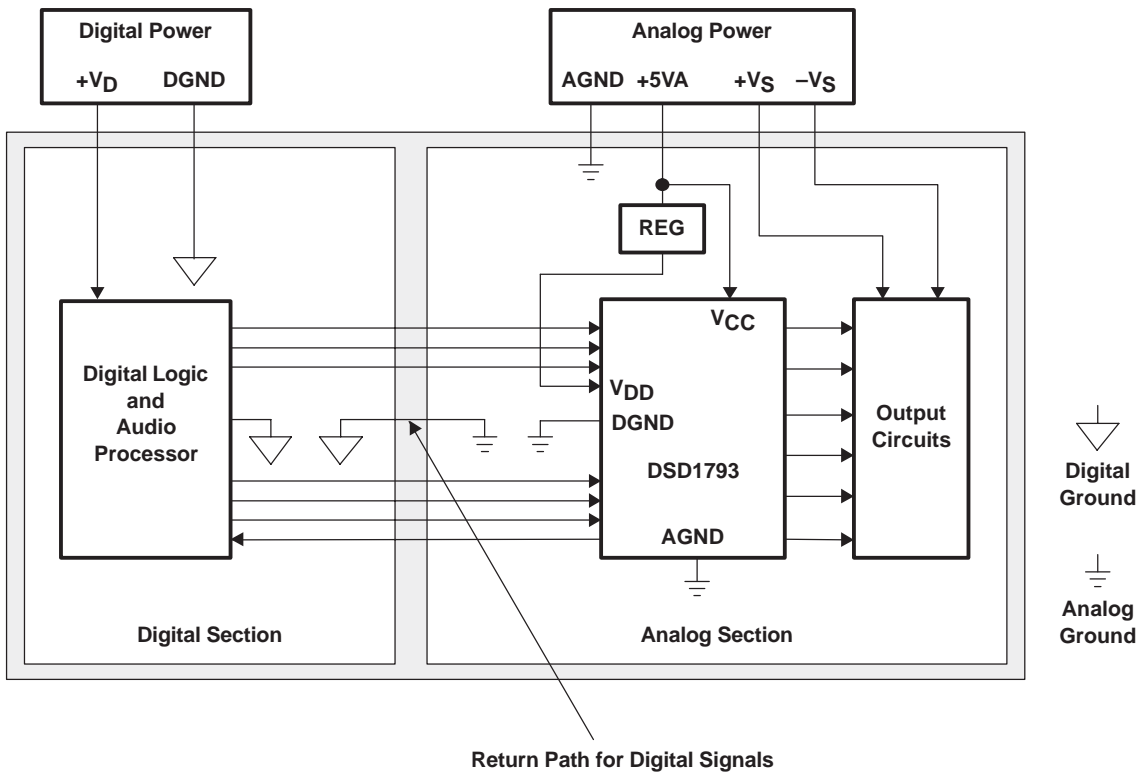 Digital Power
+VD DGND
Analog Power
AGND +5VA +VS –VS
REG
VCC
Digital Logic
and
Audio
Processor
VDD
DGND
DSD1793
AGND
Output
Circuits
Digital
Ground
Analog
Ground
Digital Section
Analog Section
Return Path for Digital Signals